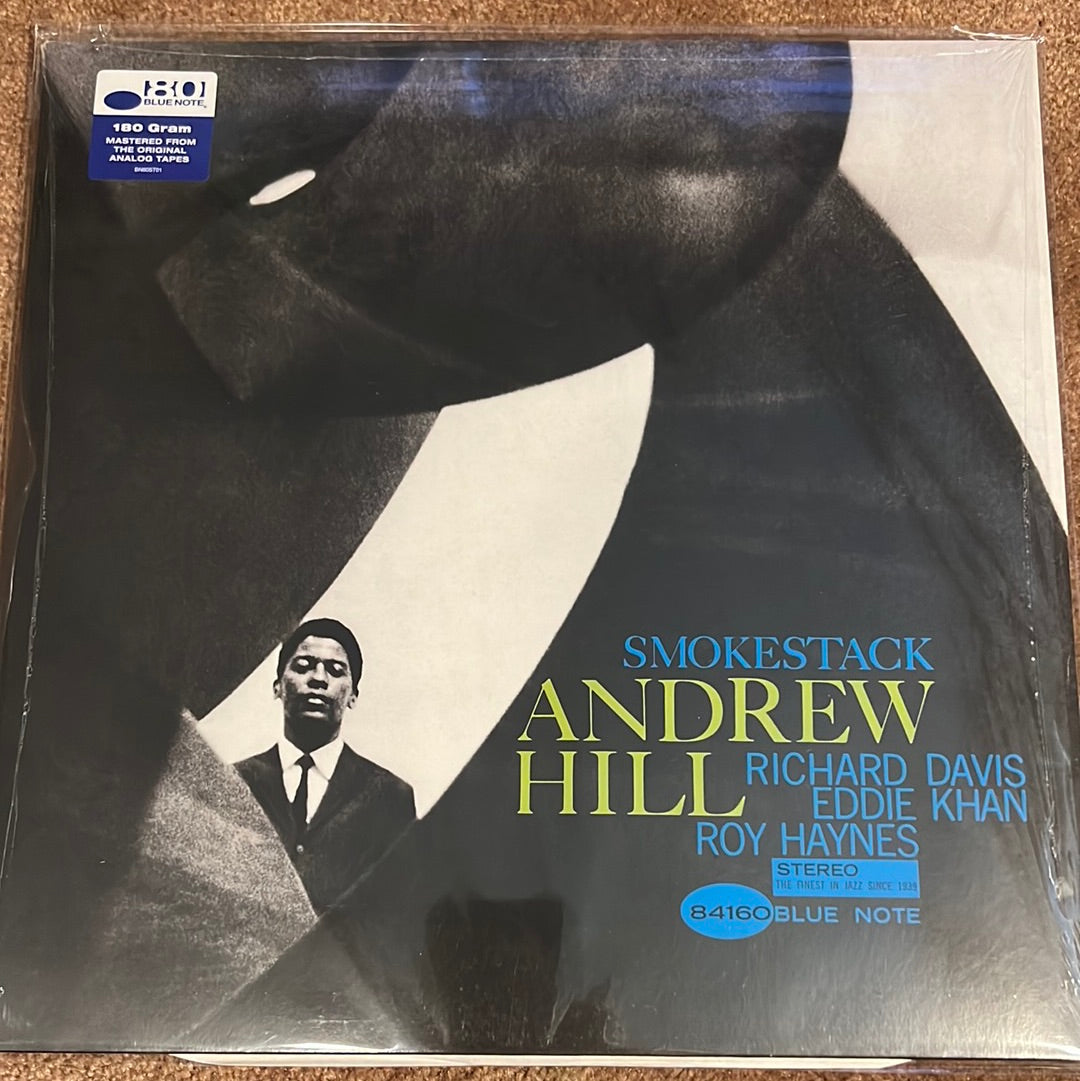 80
BLUE NOTE
180 Gram
MASTERED FROM
THE ORIGINAL
ANALOG TAPES
BN80ST01
SMOKESTACK
ANDREW
HILL
RICHARD DAVIS
EDDIE KHAN
ROY HAYNES
STEREO
THE FINEST IN JAZZ SINCE 1939
84160 BLUE NOTE